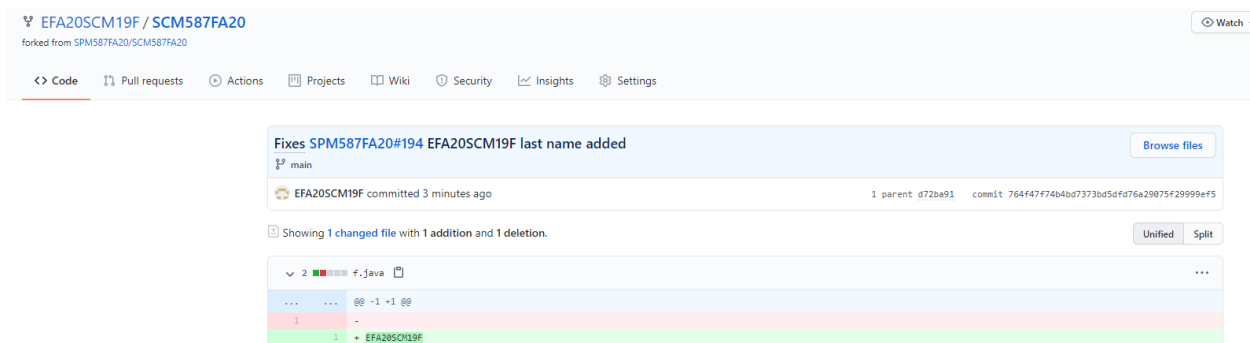 EFA20SCM19F / SCM587FA20
Watch
forked from SPM587FA20/SCM587FA20
Code Pull requests Actions Projects Wiki Security Insights Settings
Fixes SPM587FA20#194 EFA20SCM19F last name added
Browse files
main
EFA20SCM19F committed 3 minutes ago 1 parent d72ba91 commit 764f47f74b4bd7373bd5dfd76a29075f29999ef5
Showing 1 changed file with 1 addition and 1 deletion.
Unified Split
2 f.java ...
... ... @@ -1 +1 @@
1 -
1 + EFA20SCM19F